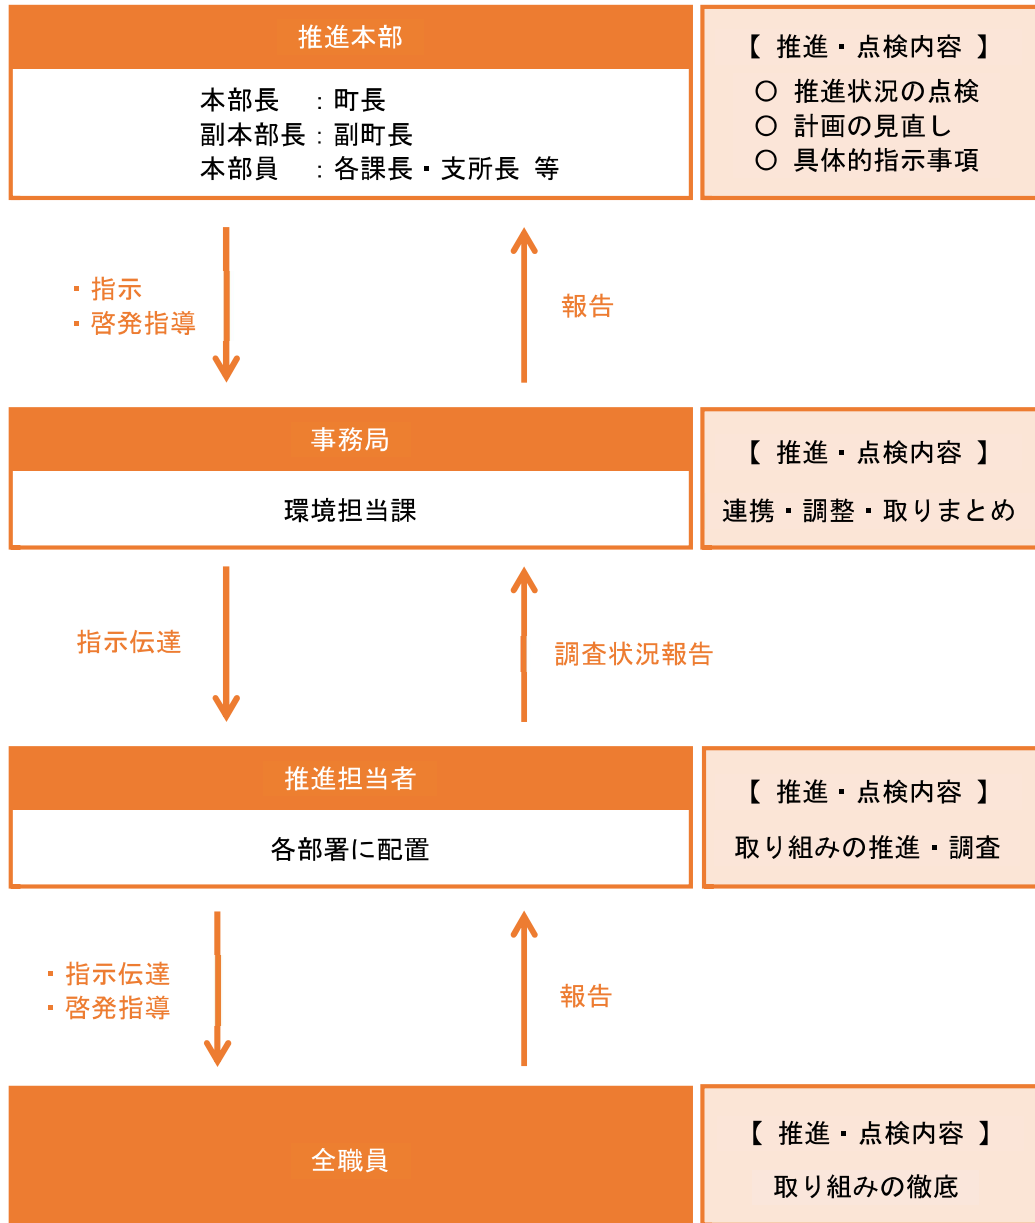 推進本部
本部長　：町長
副本部長：副町長
本部員　：各課長・支所長 等
【 推進・点検内容 】
○ 推進状況の点検
○ 計画の見直し
○ 具体的指示事項
・指示
・啓発指導
報告
事務局
環境担当課
【 推進・点検内容 】
連携・調整・取りまとめ
指示伝達
調査状況報告
推進担当者
各部署に配置
【 推進・点検内容 】
取り組みの推進・調査
・指示伝達
・啓発指導
報告
全職員
【 推進・点検内容 】
取り組みの徹底